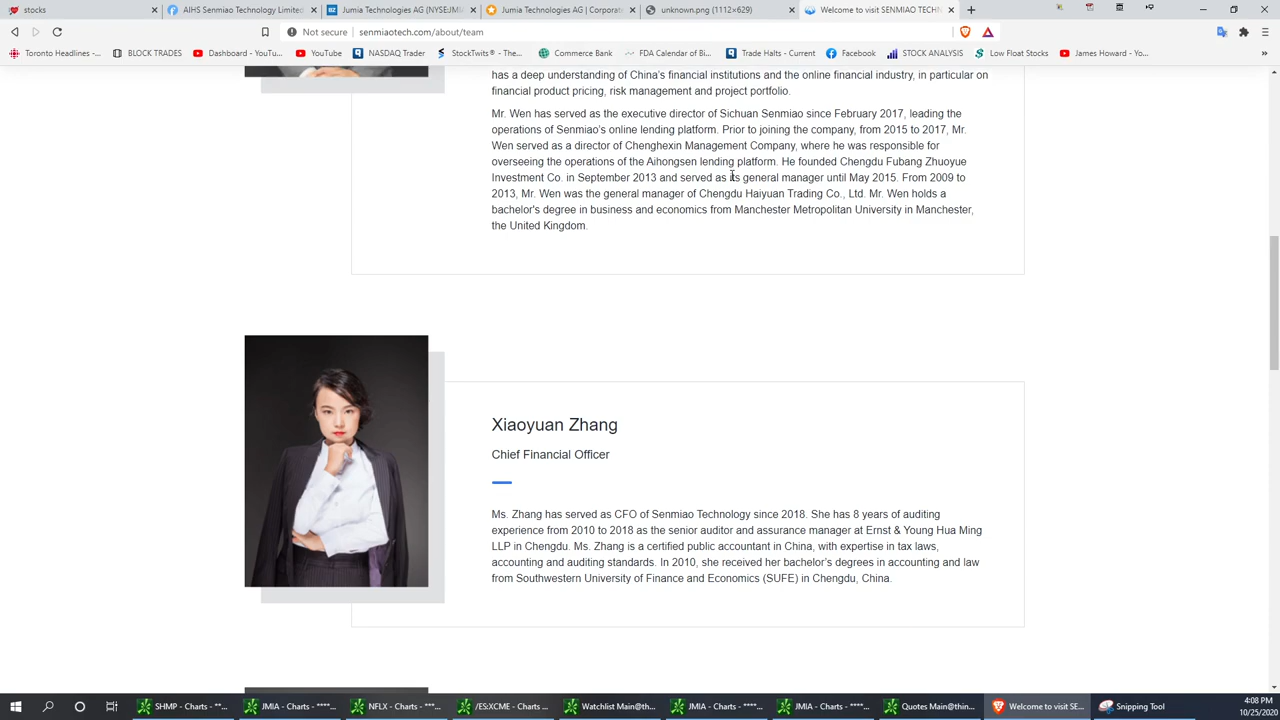 stocks
AIHS Senmiao Technology Limited
Jumia Technologies AG (NYSE:JMI
Jumia Technologies AG | Corporat
unknown.png (1112×629)
Welcome to visit SENMIAO TECHN
Not secure
senmiaotech.com/about/team
Toronto Headlines -...
BLOCK TRADES
Dashboard - YouTu...
YouTube
NASDAQ Trader
StockTwits® - The...
Commerce Bank
FDA Calendar of Bi...
Trade Halts - Current
Facebook
STOCK ANALYSIS
Low Float Stocks
James Howard - Yo...
has a deep understanding of China's financial institutions and the online financial industry, in particular on
financial product pricing, risk management and project portfolio.
Mr. Wen has served as the executive director of Sichuan Senmiao since February 2017, leading the
operations of Senmiao's online lending platform. Prior to joining the company, from 2015 to 2017, Mr.
Wen served as a director of Chenghexin Management Company, where he was responsible for
overseeing the operations of the Aihongsen lending platform. He founded Chengdu Fubang Zhuoyue
Investment Co. in September 2013 and served as its general manager until May 2015. From 2009 to
2013, Mr. Wen was the general manager of Chengdu Haiyuan Trading Co., Ltd. Mr. Wen holds a
bachelor's degree in business and economics from Manchester Metropolitan University in Manchester,
the United Kingdom.
Xiaoyuan Zhang
Chief Financial Officer
Ms. Zhang has served as CFO of Senmiao Technology since 2018. She has 8 years of auditing
experience from 2010 to 2018 as the senior auditor and assurance manager at Ernst & Young Hua Ming
LLP in Chengdu. Ms. Zhang is a certified public accountant in China, with expertise in tax laws,
accounting and auditing standards. In 2010, she received her bachelor's degrees in accounting and law
from Southwestern University of Finance and Economics (SUFE) in Chengdu, China.
SHMP - Charts - **...
JMIA - Charts - ****...
NFLX - Charts - ***...
/ES:XCME - Charts -...
Watchlist Main@th...
JMIA - Charts - ****...
JMIA - Charts - ****...
Quotes Main@thin...
Welcome to visit SE...
Snipping Tool
4:08 PM
10/25/2020